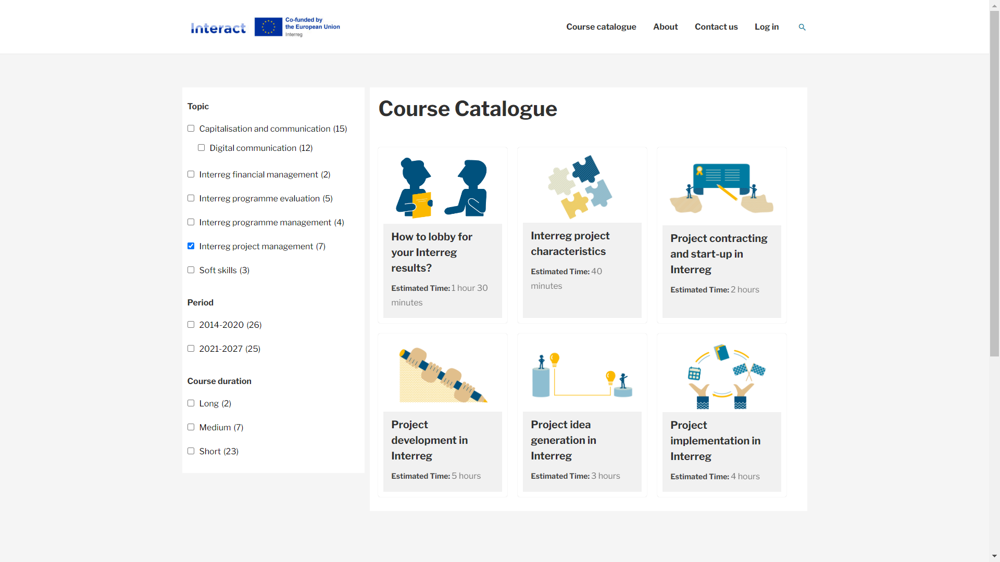 Interact
Co-funded by
the European Union
Interreg
Course catalogue
About
Contact us
Log in
Topic
Capitalisation and communication (15)
Digital communication (12)
Interreg financial management (2)
Interreg programme evaluation (5)
Interreg programme management (4)
Interreg project management (7)
Soft skills (3)
Period
2014-2020 (26)
2021-2027 (25)
Course duration
Long (2)
Medium (7)
Short (23)
Course Catalogue
How to lobby for
your Interreg
results?
Estimated Time: 1 hour 30
minutes
Interreg project
characteristics
Estimated Time: 40
minutes
Project contracting
and start-up in
Interreg
Estimated Time: 2 hours
Project
development in
Interreg
Estimated Time: 5 hours
Project idea
generation in
Interreg
Estimated Time: 3 hours
Project
implementation in
Interreg
Estimated Time: 4 hours